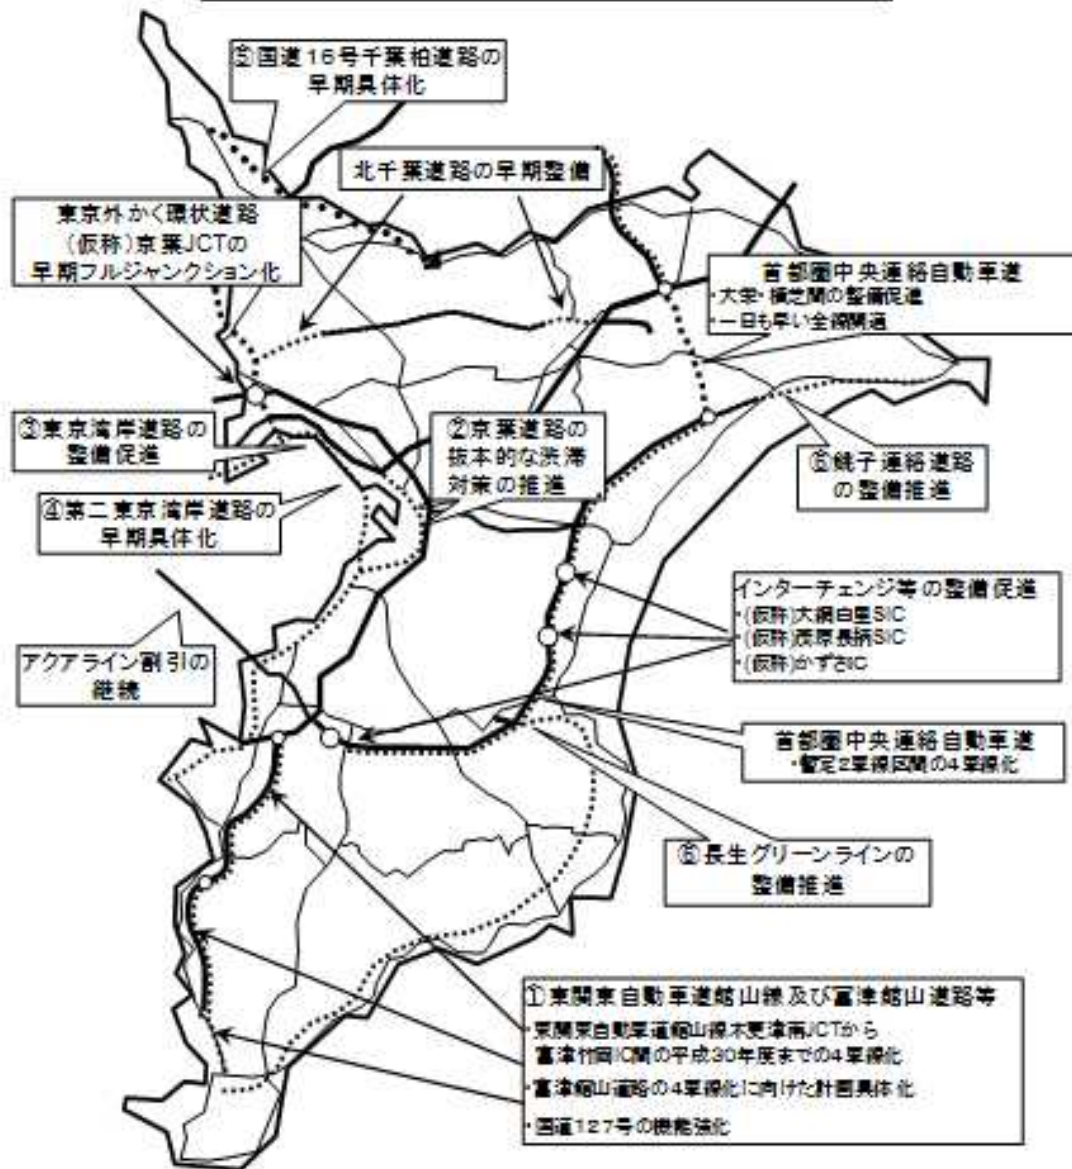 ⑤国道16号千葉柏道路の
早期具体化
北千葉道路の早期整備
東京外かく環状道路
(仮称)京葉JCTの
早期フルジャンクション化
首都圏中央連絡自動車道
・大栄・横芝間の整備促進
・一日も早い全線開通
③東京湾岸道路の
整備促進
②京葉道路の
抜本的な渋滞
対策の推進
⑥銚子連絡道路
の整備推進
④第二東京湾岸道路の
早期具体化
インターチェンジ等の整備促進
・(仮称)大網白里SIC
・(仮称)茂原長柄SIC
・(仮称)かずさIC
アクアライン割引の
継続
首都圏中央連絡自動車道
・暫定2車線区間の4車線化
⑥長生グリーンラインの
整備推進
①東関東自動車道館山線及び富津館山道路等
・東関東自動車道館山線木更津南JCTから
富津竹岡IC間の平成30年度までの4車線化
・富津館山道路の4車線化に向けた計画具体化
・国道127号の機能強化